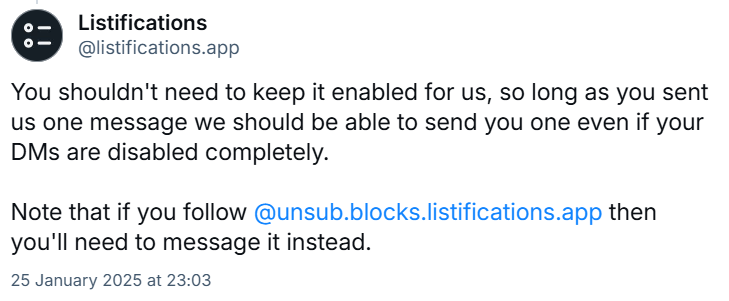 Listifications
@listifications.app
You shouldn't need to keep it enabled for us, so long as you sent
us one message we should be able to send you one even if your
DMs are disabled completely.
Note that if you follow @unsub.blocks.listifications.app then
you'll need to message it instead.
25 January 2025 at 23:03